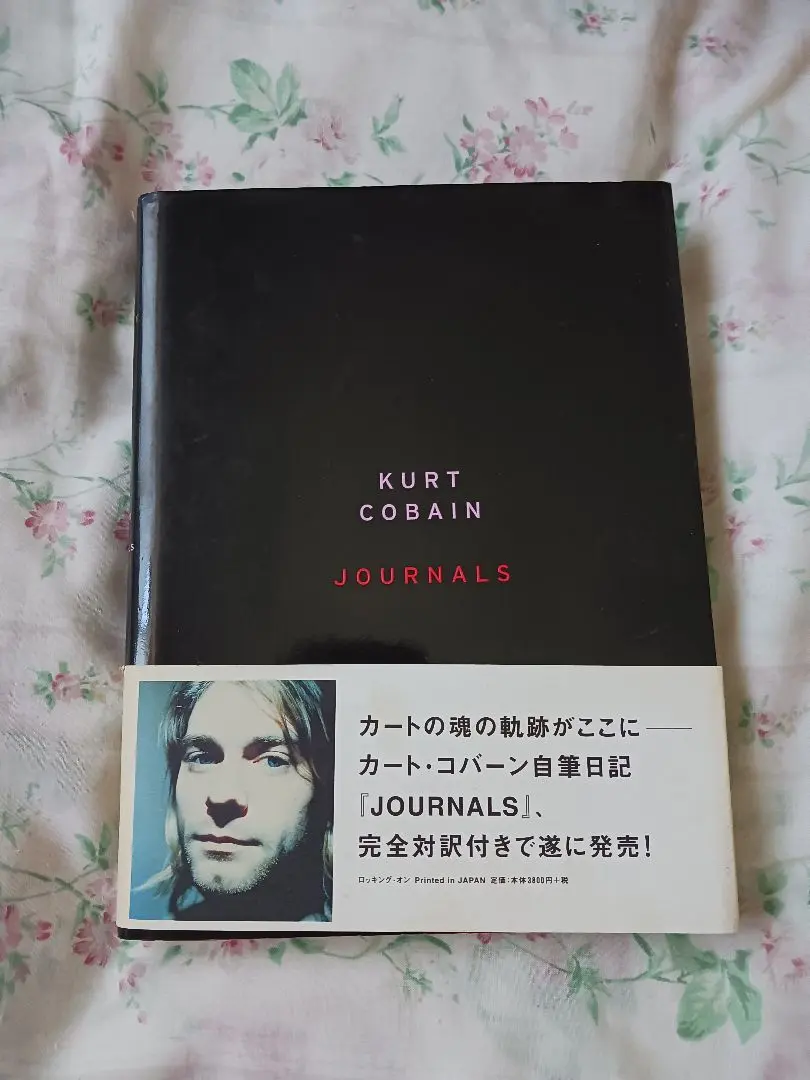 KURT
COBAIN
JOURNALS
カートの魂の軌跡がここに——
カート・コバーン自筆日記
『JOURNALS』、
完全対訳付きで遂に発売！
ロッキング・オン Printed in JAPAN 定価：本体3800円＋税